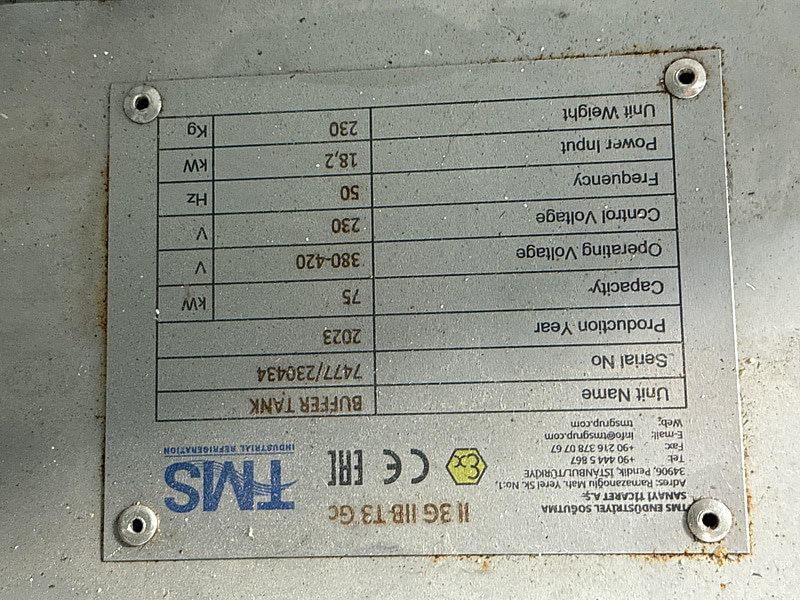 TMS ENDÜSTRİYEL SOĞUTMA
SANAYİ TİCARET A.Ş.
Adres: Ramazanoğlu Mah. Yerel Sk. No:1,
34906, Pendik, İSTANBUL/TÜRKİYE
Tel: +90 444 5 867
Fax: +90 216 378 07 67
E-mail: info@tmsgrup.com
Web: tmsgrup.com
II 3G IIB T3 Gc
Ex CE EAC
TMS
INDUSTRIAL REFRIGERATION
Unit Name BUFFER TANK
Serial No 7477/230434
Production Year 2023
Capacity 75 kW
Operating Voltage 380-420 V
Control Voltage 230 V
Frequency 50 Hz
Power Input 18,2 kW
Unit Weight 230 Kg